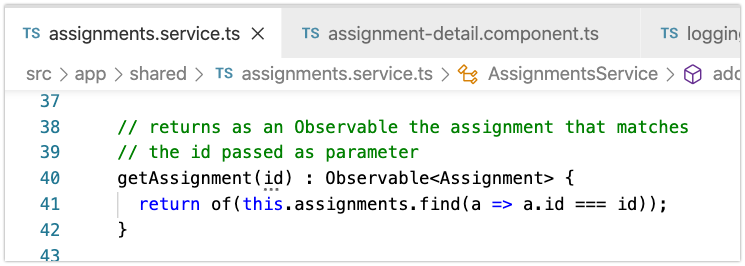 TS assignments.service.ts × TS assignment-detail.component.ts TS
src > app > shared > TS assignments.service.ts > AssignmentsService >
37
38 // returns as an Observable the assignment that matches
39 // the id passed as parameter
40 getAssignment(id) : Observable<Assignment> {
41 return of(this.assignments.find(a => a.id === id));
42 }
43